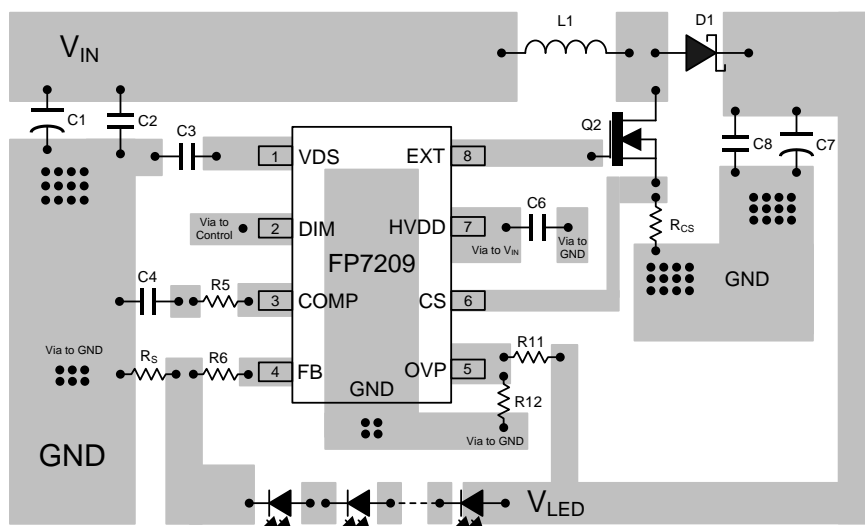 L1
D1
VIN
C1
C2
C3
Q2
C8
C7
1 VDS
EXT 8
Via to
Control
2 DIM
HVDD 7
C6
Via to VIN
Via to
GND
RCS
FP7209
GND
C4
R5
3 COMP
CS 6
Via to GND
RS
R6
4 FB
OVP 5
R11
GND
R12
Via to GND
GND
VLED